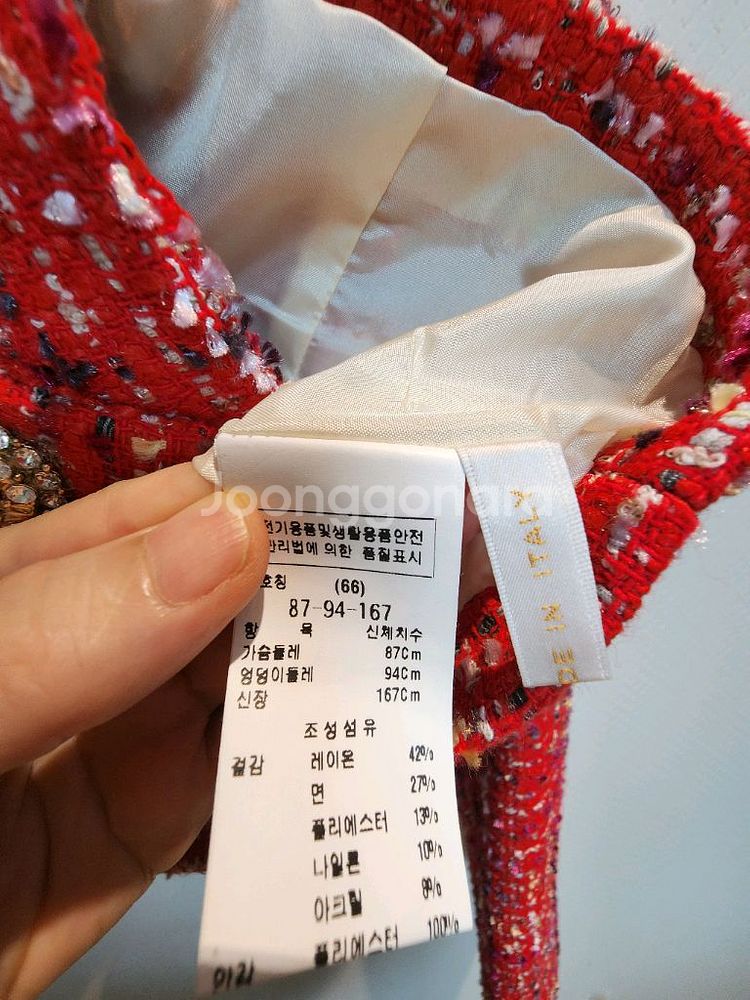 joonggonara
전기용품및생활용품안전
관리법에 의한 품질표시
호칭 (66)
87-94-167
항 목 신체치수
가슴둘레 87Cm
엉덩이둘레 94Cm
신장 167Cm
조성섬유
겉감 레이온 42%
면 27%
폴리에스터 13%
나일론 10%
아크릴 8%
폴리에스터 100%
DE IN ITALY